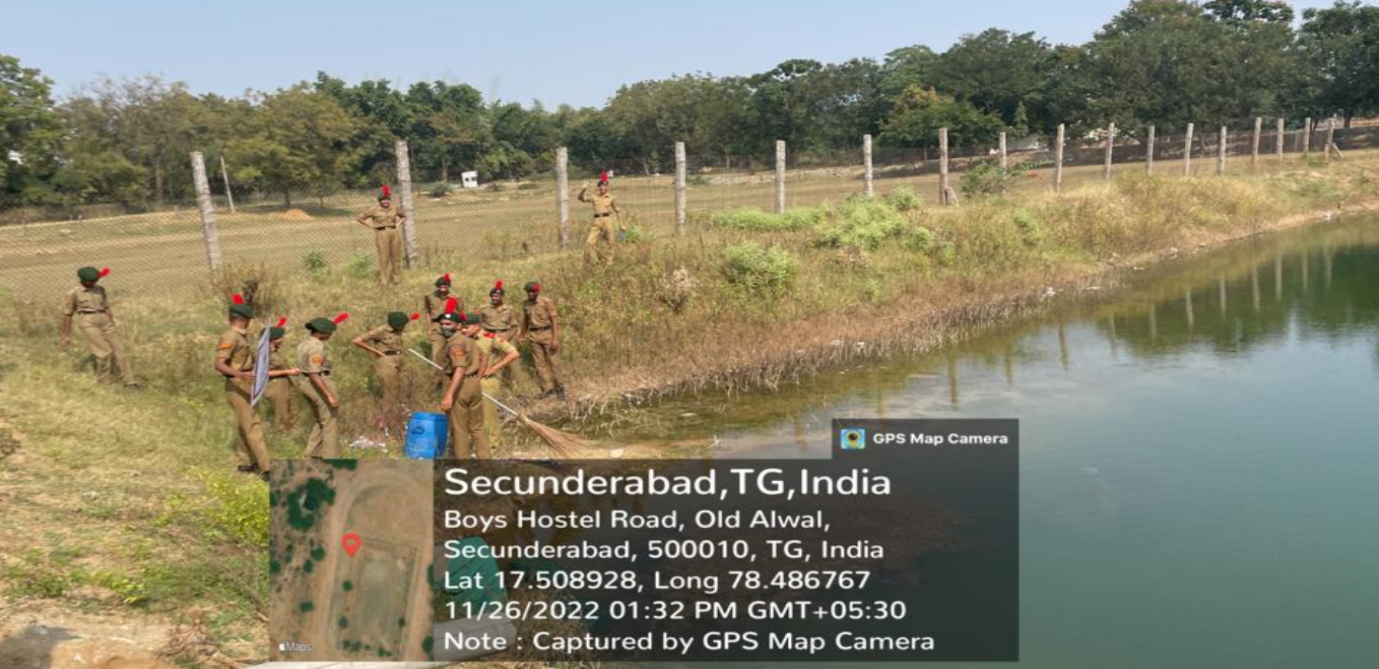 GPS Map Camera
Secunderabad,TG,India
Boys Hostel Road, Old Alwal,
Secunderabad, 500010, TG, India
Lat 17.508928, Long 78.486767
11/26/2022 01:32 PM GMT+05:30
Note : Captured by GPS Map Camera
Maps